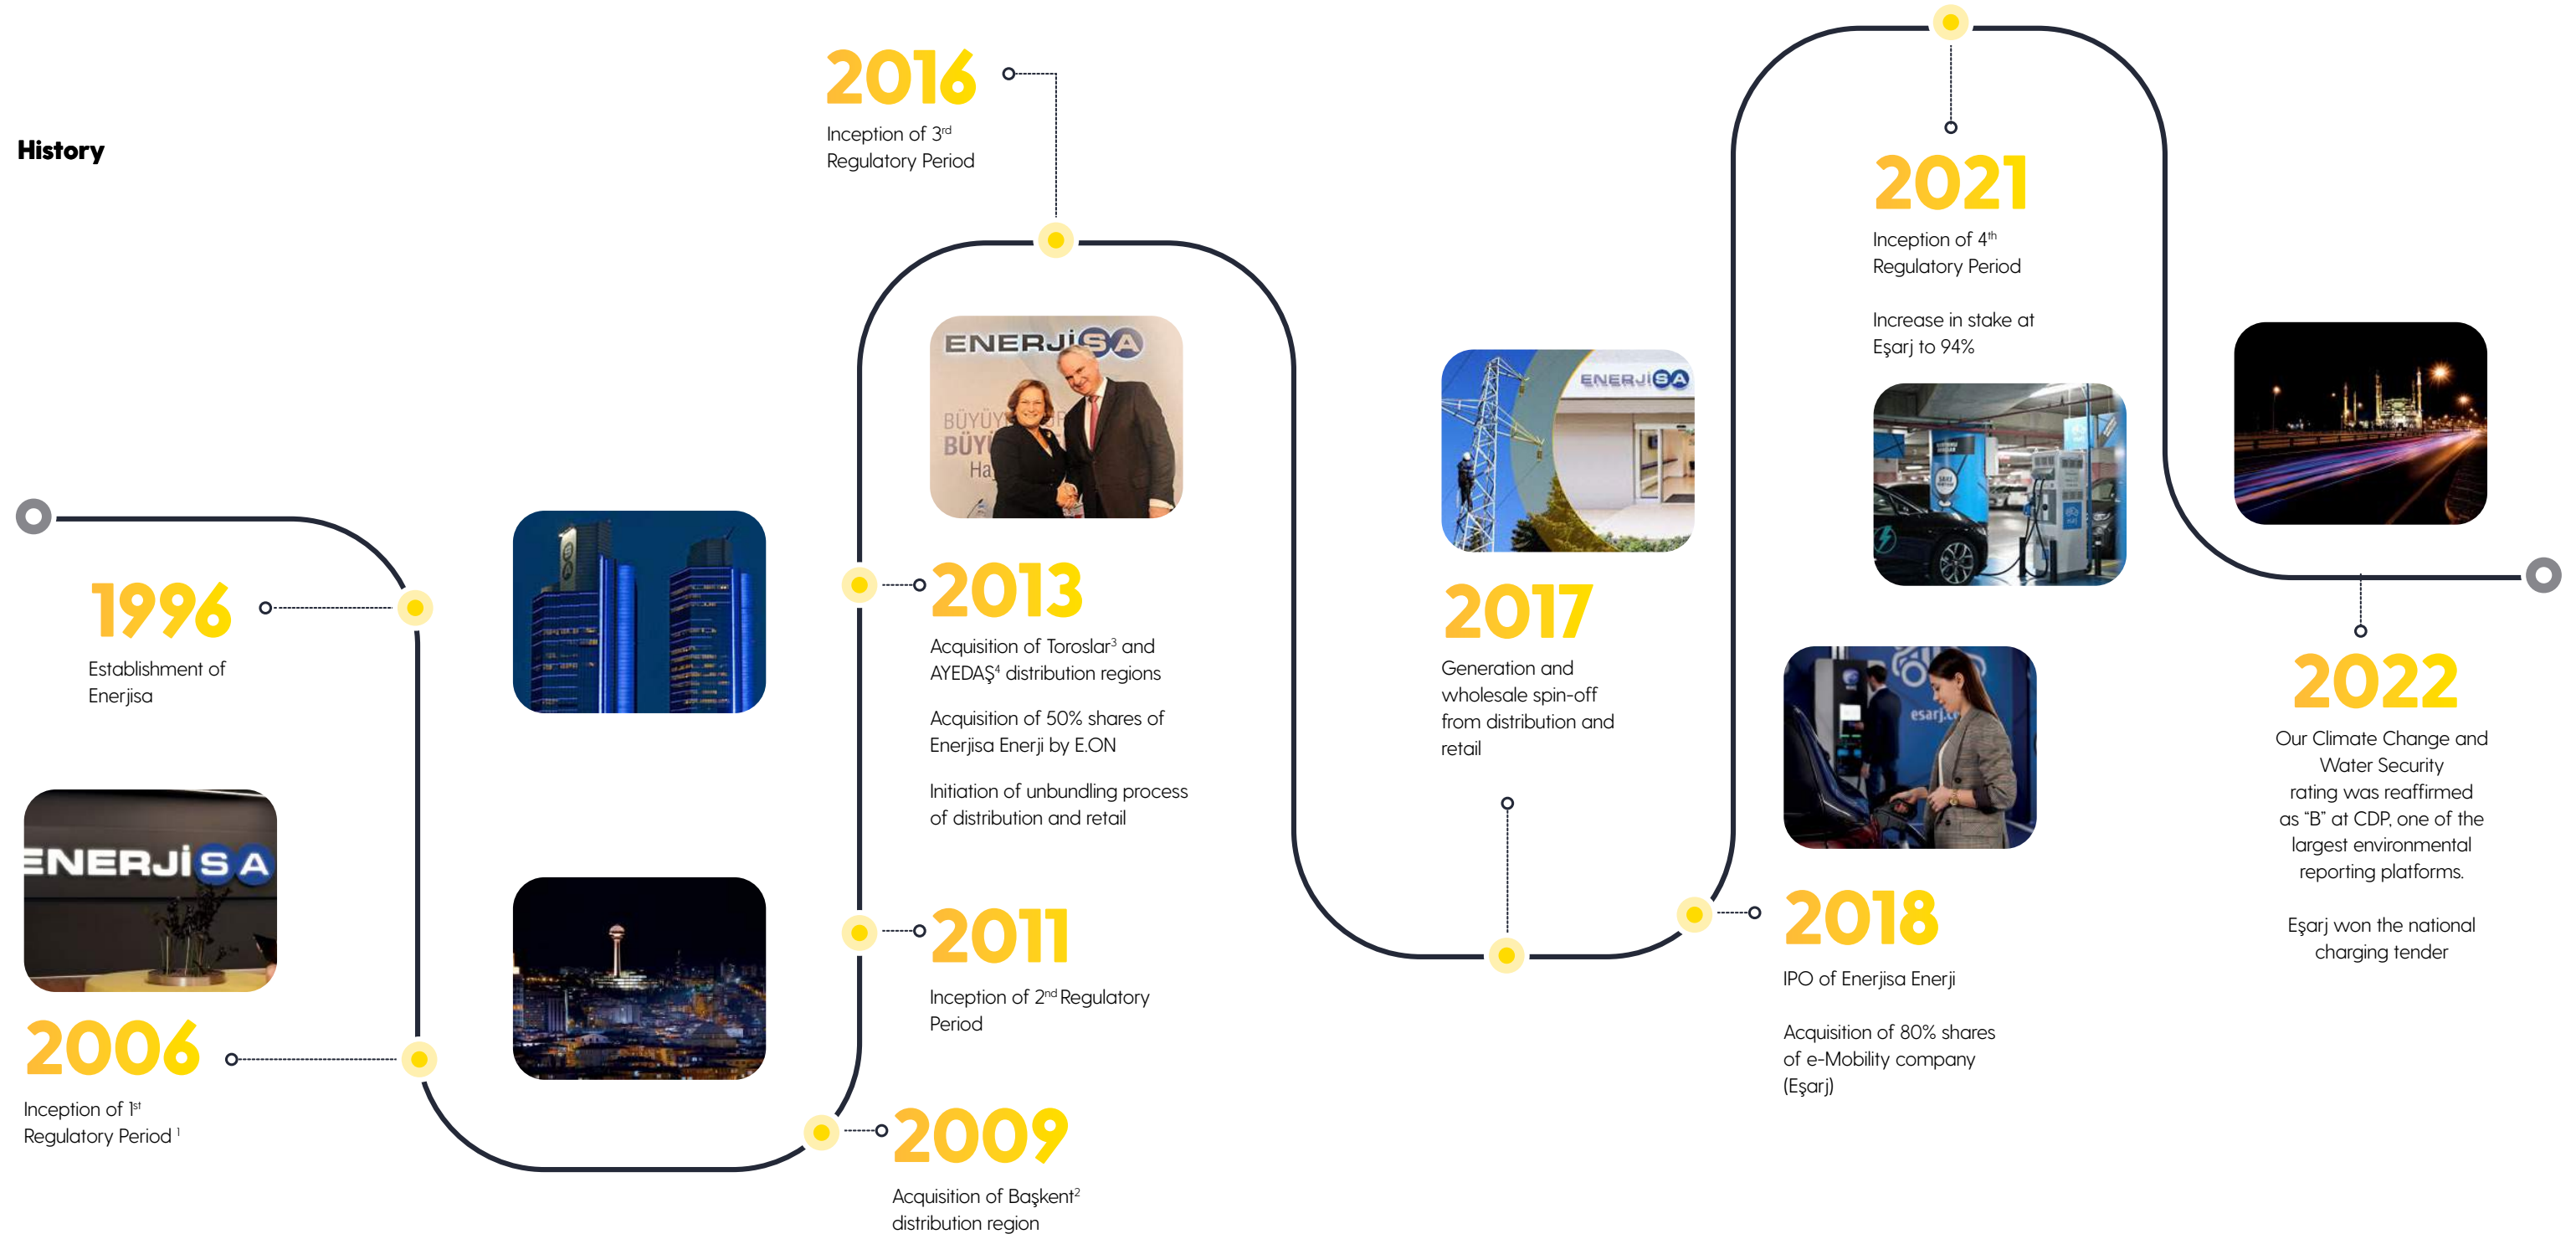 History
1996
Establishment of
Enerjisa
ENERJİSA
2006
Inception of 1st
Regulatory Period 1
2009
Acquisition of Başkent2
distribution region
2011
Inception of 2nd Regulatory
Period
ENERJİSA
2013
Acquisition of Toroslar3 and
AYEDAŞ4 distribution regions
Acquisition of 50% shares of
Enerjisa Enerji by E.ON
Initiation of unbundling process
of distribution and retail
2016
Inception of 3rd
Regulatory Period
ENERJİSA
2017
Generation and
wholesale spin-off
from distribution and
retail
2018
IPO of Enerjisa Enerji
Acquisition of 80% shares
of e-Mobility company
(Eşarj)
2021
Inception of 4th
Regulatory Period
Increase in stake at
Eşarj to 94%
2022
Our Climate Change and
Water Security
rating was reaffirmed
as “B” at CDP, one of the
largest environmental
reporting platforms.
Eşarj won the national
charging tender